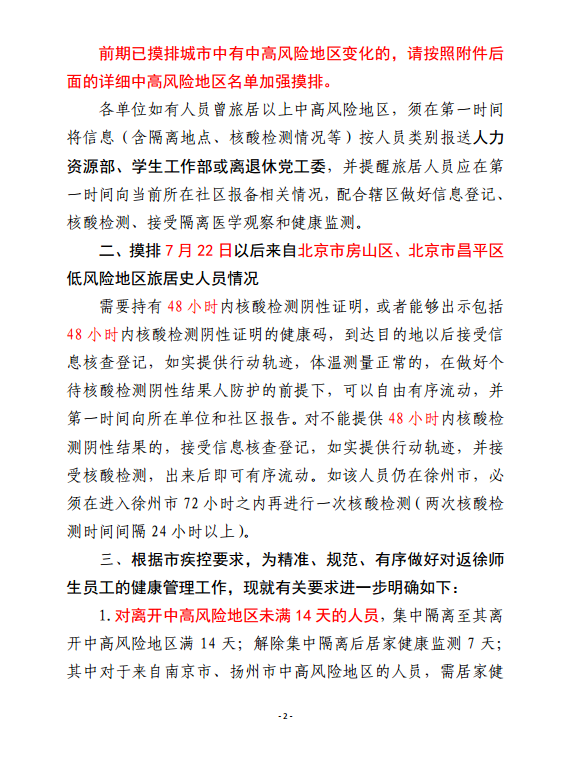 前期已摸排城市中有中高风险地区变化的，请按照附件后
面的详细中高风险地区名单加强摸排。
各单位如有人员曾旅居以上中高风险地区，须在第一时间
将信息（含隔离地点、核酸检测情况等）按人员类别报送人力
资源部、学生工作部或离退休党工委，并提醒旅居人员应在第
一时间向当前所在社区报备相关情况，配合辖区做好信息登记、
核酸检测、接受隔离医学观察和健康监测。
二、摸排 7 月 22 日以后来自北京市房山区、北京市昌平区
低风险地区旅居史人员情况
需要持有 48 小时内核酸检测阴性证明，或者能够出示包括
48 小时内核酸检测阴性证明的健康码，到达目的地以后接受信
息核查登记，如实提供行动轨迹，体温测量正常的，在做好个
待核酸检测阴性结果人防护的前提下，可以自由有序流动，并
第一时间向所在单位和社区报告。对不能提供 48 小时内核酸检
测阴性结果的，接受信息核查登记，如实提供行动轨迹，并接
受核酸检测，出来后即可有序流动。如该人员仍在徐州市，必
须在进入徐州市 72 小时之内再进行一次核酸检测（两次核酸检
测时间间隔 24 小时以上）。
三、根据市疾控要求，为精准、规范、有序做好对返徐师
生员工的健康管理工作，现就有关要求进一步明确如下：
1.对离开中高风险地区未满 14 天的人员，集中隔离至其离
开中高风险地区满 14 天；解除集中隔离后居家健康监测 7 天；
其中对于来自南京市、扬州市中高风险地区的人员，需居家健
- 2 -